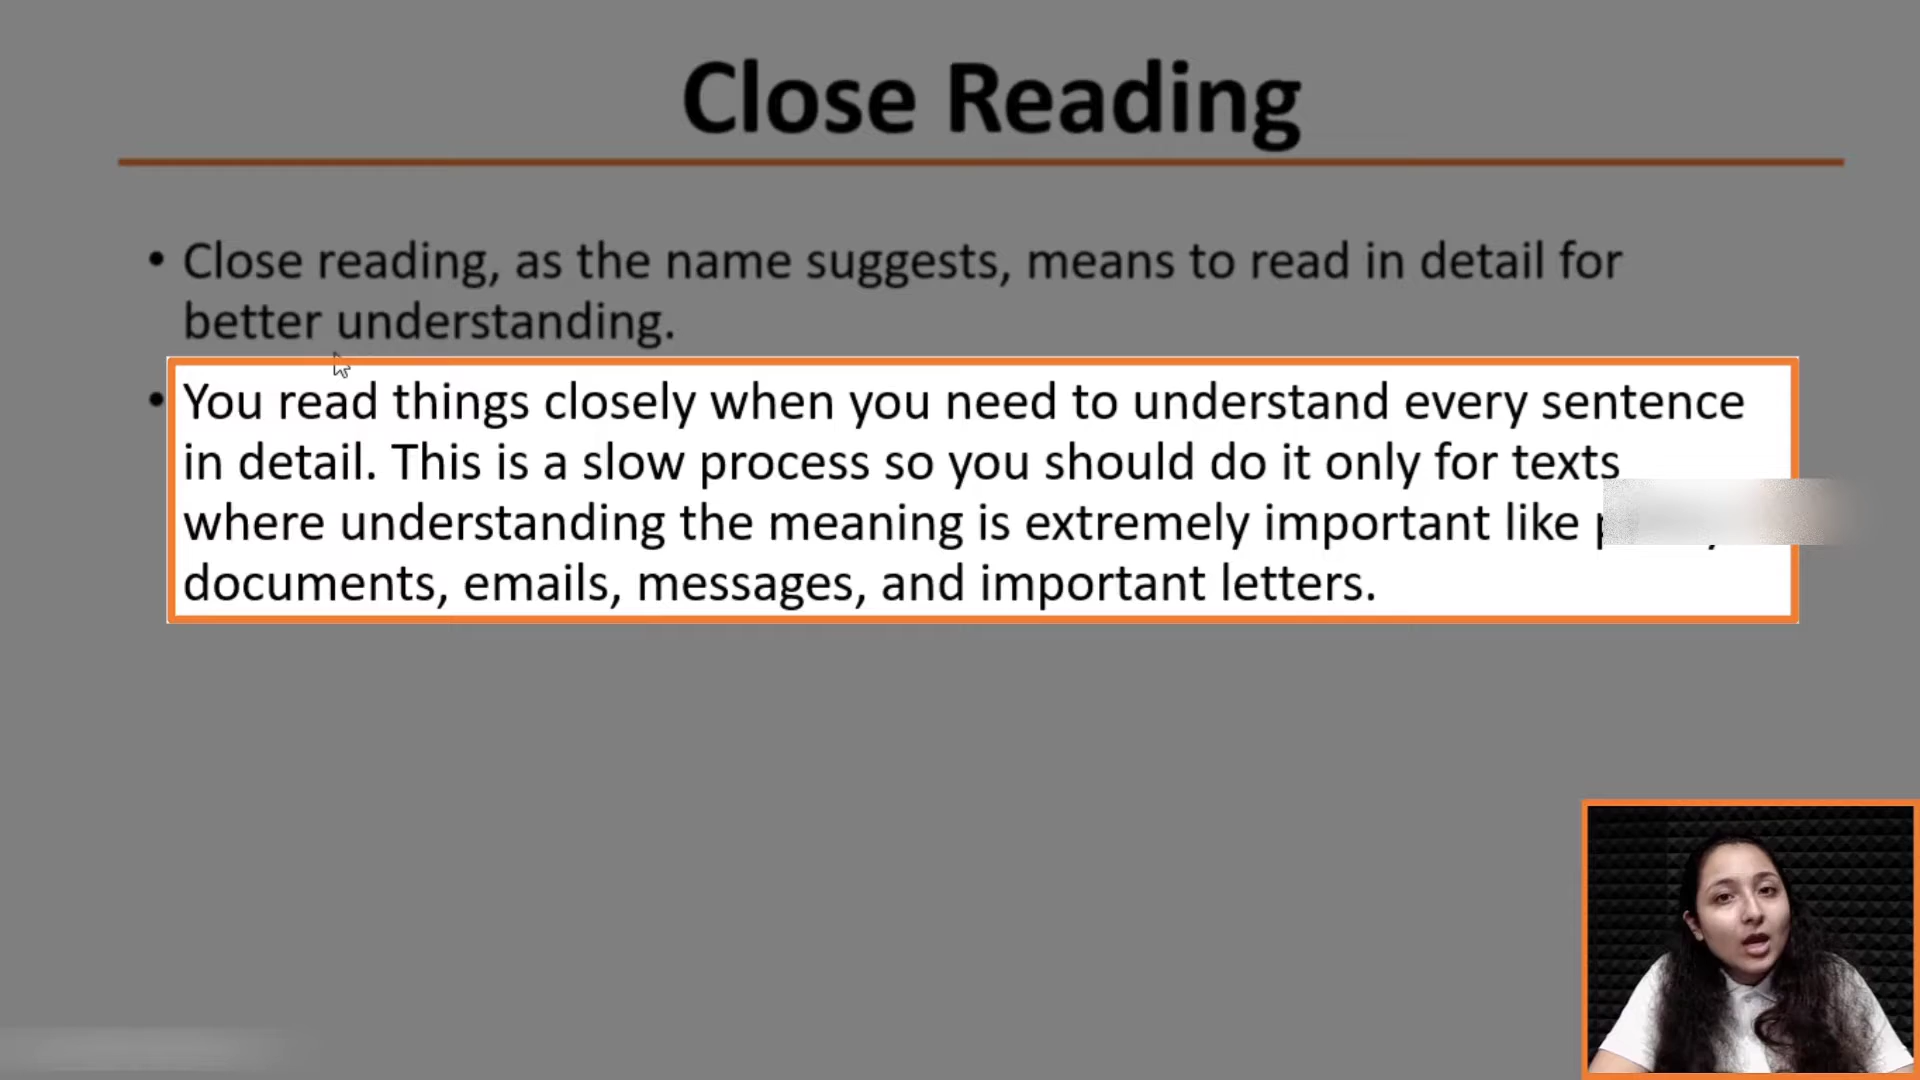 Close Reading
• Close reading, as the name suggests, means to read in detail for
better understanding.
• You read things closely when you need to understand every sentence
in detail. This is a slow process so you should do it only for texts
where understanding the meaning is extremely important like
documents, emails, messages, and important letters.